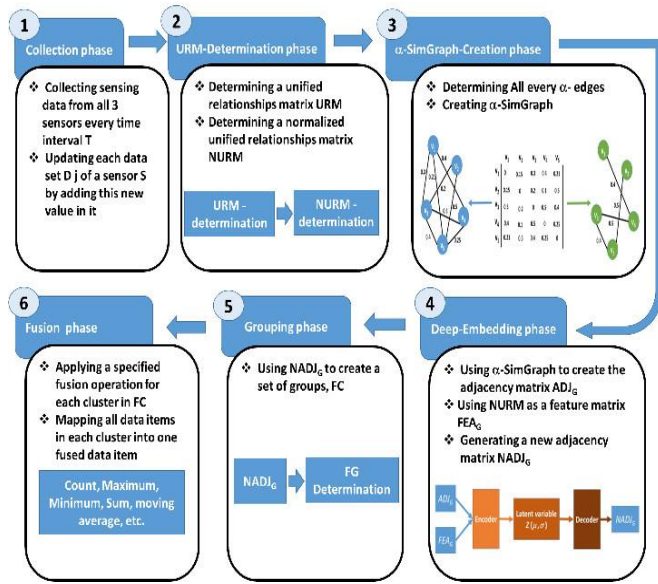 1
Collection phase
❖ Collecting sensing
data from all 3
sensors every time
interval T
❖ Updating each data
set D j of a sensor S
by adding this new
value in it
2
URM-Determination phase
❖ Determining a unified
relationships matrix URM
❖ Determining a normalized
unified relationships matrix
NURM
URM -
determination
NURM -
determination
3
α-SimGraph-Creation phase
❖ Determining All every α- edges
❖ Creating α-SimGraph
4
Deep-Embedding phase
❖ Using α-SimGraph to create the
adjacency matrix ADJG
❖ Using NURM as a feature matrix
FEAG
❖ Generating a new adjacency
matrix NADJG
ADJG
FEAG
Encoder
Latent variable
Z(μ,σ)
Decoder
NADJG
5
Grouping phase
❖ Using NADJG to create a
set of groups, FC
NADJG
FG
Determination
6
Fusion phase
❖ Applying a specified
fusion operation for
each cluster in FC
❖ Mapping all data items
in each cluster into one
fused data item
Count, Maximum,
Minimum, Sum, moving
average, etc.